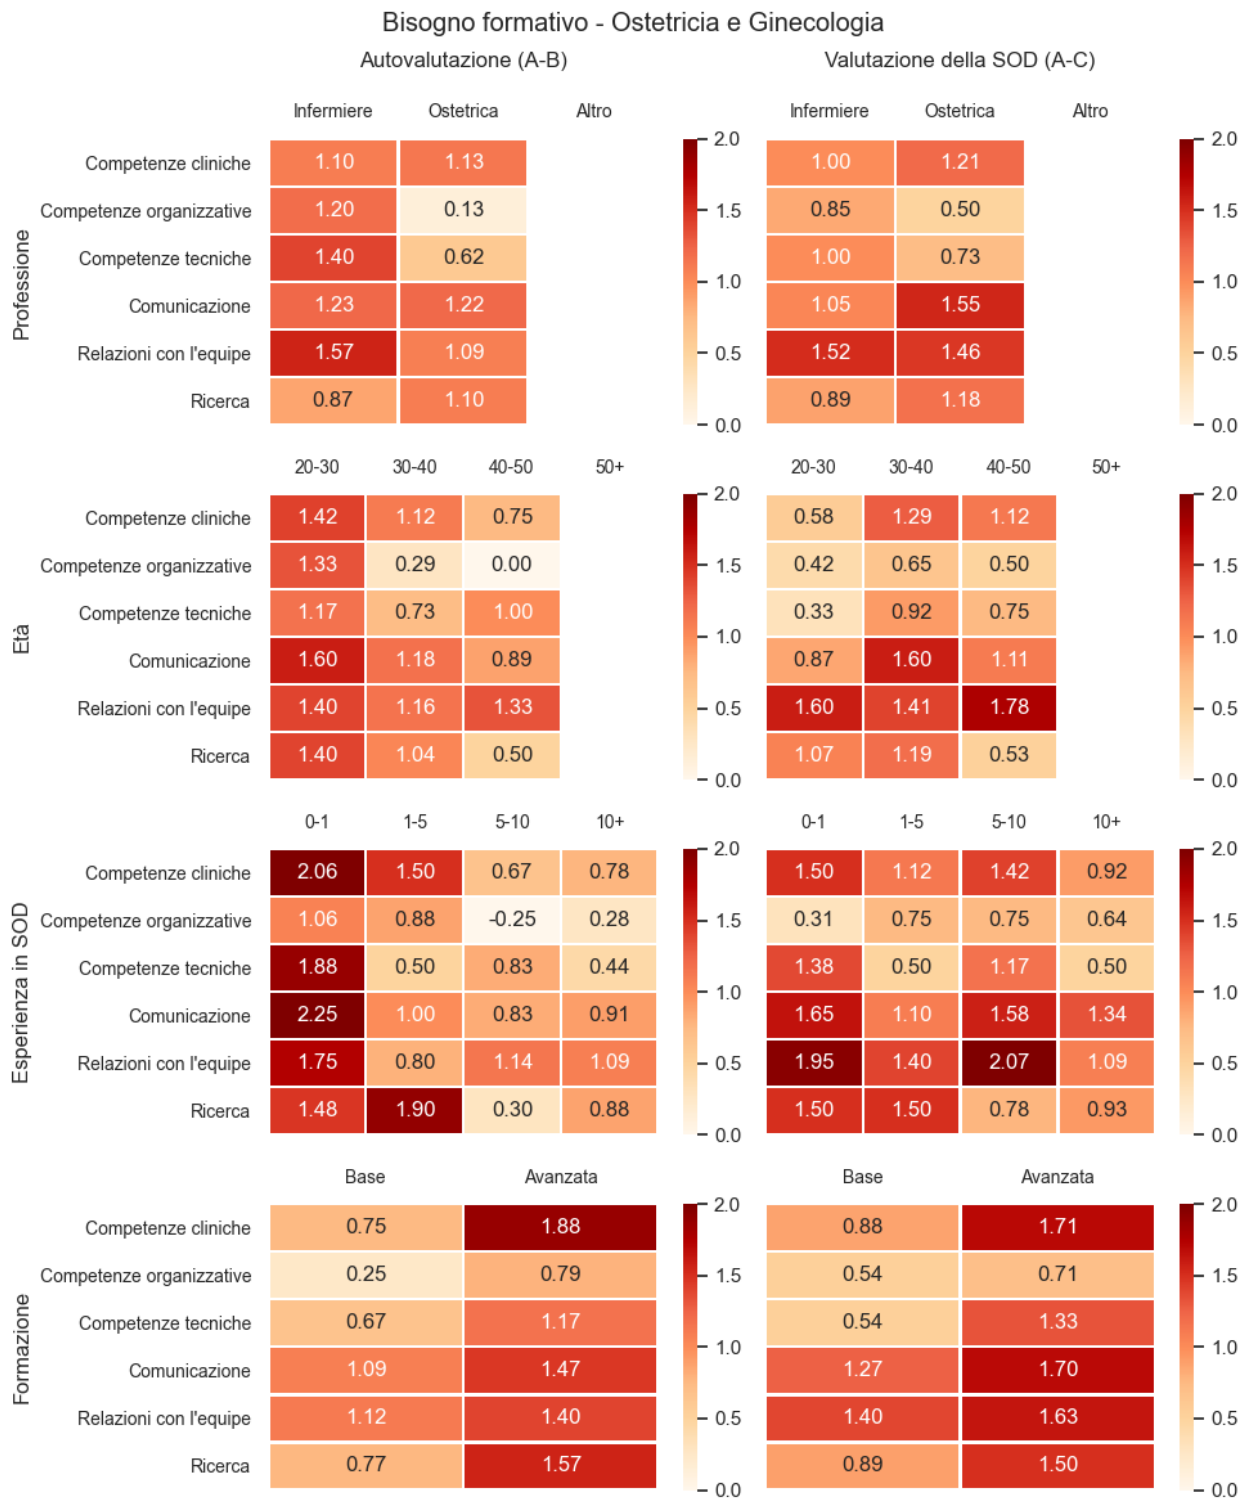 Bisogno formativo - Ostetricia e Ginecologia
Autovalutazione (A-B) Valutazione della SOD (A-C)
Infermiere Ostetrica Altro Infermiere Ostetrica Altro
Professione
Competenze cliniche 1.10 1.13 1.00 1.21
Competenze organizzative 1.20 0.13 0.85 0.50
Competenze tecniche 1.40 0.62 1.00 0.73
Comunicazione 1.23 1.22 1.05 1.55
Relazioni con l'equipe 1.57 1.09 1.52 1.46
Ricerca 0.87 1.10 0.89 1.18
2.0 1.5 1.0 0.5 0.0
2.0 1.5 1.0 0.5 0.0
20-30 30-40 40-50 50+ 20-30 30-40 40-50 50+
Età
Competenze cliniche 1.42 1.12 0.75 0.58 1.29 1.12
Competenze organizzative 1.33 0.29 0.00 0.42 0.65 0.50
Competenze tecniche 1.17 0.73 1.00 0.33 0.92 0.75
Comunicazione 1.60 1.18 0.89 0.87 1.60 1.11
Relazioni con l'equipe 1.40 1.16 1.33 1.60 1.41 1.78
Ricerca 1.40 1.04 0.50 1.07 1.19 0.53
2.0 1.5 1.0 0.5 0.0
2.0 1.5 1.0 0.5 0.0
0-1 1-5 5-10 10+ 0-1 1-5 5-10 10+
Esperienza in SOD
Competenze cliniche 2.06 1.50 0.67 0.78 1.50 1.12 1.42 0.92
Competenze organizzative 1.06 0.88 -0.25 0.28 0.31 0.75 0.75 0.64
Competenze tecniche 1.88 0.50 0.83 0.44 1.38 0.50 1.17 0.50
Comunicazione 2.25 1.00 0.83 0.91 1.65 1.10 1.58 1.34
Relazioni con l'equipe 1.75 0.80 1.14 1.09 1.95 1.40 2.07 1.09
Ricerca 1.48 1.90 0.30 0.88 1.50 1.50 0.78 0.93
2.0 1.5 1.0 0.5 0.0
2.0 1.5 1.0 0.5 0.0
Base Avanzata Base Avanzata
Formazione
Competenze cliniche 0.75 1.88 0.88 1.71
Competenze organizzative 0.25 0.79 0.54 0.71
Competenze tecniche 0.67 1.17 0.54 1.33
Comunicazione 1.09 1.47 1.27 1.70
Relazioni con l'equipe 1.12 1.40 1.40 1.63
Ricerca 0.77 1.57 0.89 1.50
2.0 1.5 1.0 0.5 0.0
2.0 1.5 1.0 0.5 0.0